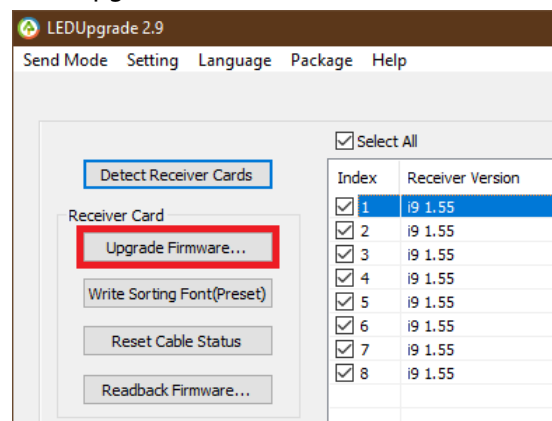 LEDUpgrade 2.9
Send Mode Setting Language Package Help
Select All
Detect Receiver Cards
Index Receiver Version
Receiver Card
1 i9 1.55
Upgrade Firmware...
2 i9 1.55
3 i9 1.55
4 i9 1.55
Write Sorting Font(Preset)
5 i9 1.55
6 i9 1.55
Reset Cable Status
7 i9 1.55
8 i9 1.55
Readback Firmware...